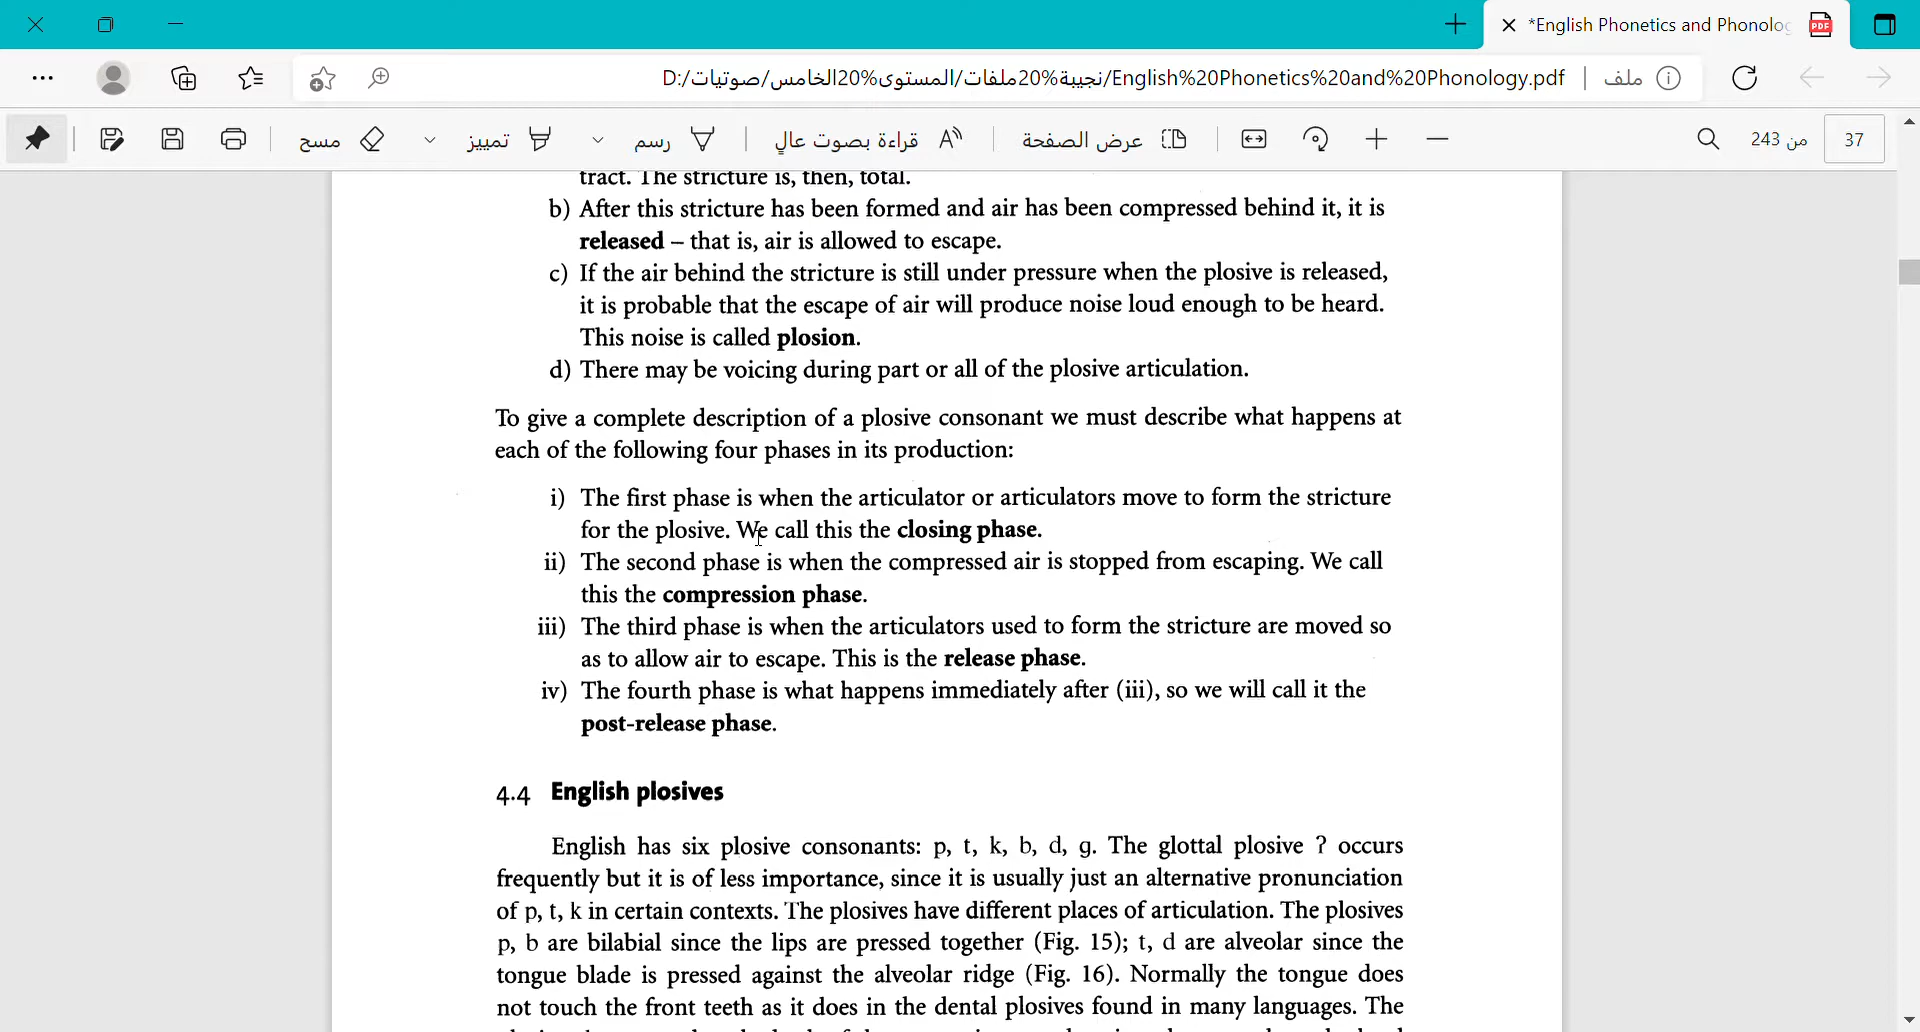 *English Phonetics and Phonolog
D:/نجيبة%20ملفات/المستوى%20الخامس/صوتيات/English%20Phonetics%20and%20Phonology.pdf
ملف
مسح
تمييز
رسم
قراءة بصوت عالٍ
عرض الصفحة
من 243
37
tract. The stricture is, then, total.
b) After this stricture has been formed and air has been compressed behind it, it is
released – that is, air is allowed to escape.
c) If the air behind the stricture is still under pressure when the plosive is released,
it is probable that the escape of air will produce noise loud enough to be heard.
This noise is called plosion.
d) There may be voicing during part or all of the plosive articulation.
To give a complete description of a plosive consonant we must describe what happens at
each of the following four phases in its production:
i) The first phase is when the articulator or articulators move to form the stricture
for the plosive. We call this the closing phase.
ii) The second phase is when the compressed air is stopped from escaping. We call
this the compression phase.
iii) The third phase is when the articulators used to form the stricture are moved so
as to allow air to escape. This is the release phase.
iv) The fourth phase is what happens immediately after (iii), so we will call it the
post-release phase.
4.4 English plosives
English has six plosive consonants: p, t, k, b, d, g. The glottal plosive ʔ occurs
frequently but it is of less importance, since it is usually just an alternative pronunciation
of p, t, k in certain contexts. The plosives have different places of articulation. The plosives
p, b are bilabial since the lips are pressed together (Fig. 15); t, d are alveolar since the
tongue blade is pressed against the alveolar ridge (Fig. 16). Normally the tongue does
not touch the front teeth as it does in the dental plosives found in many languages. The